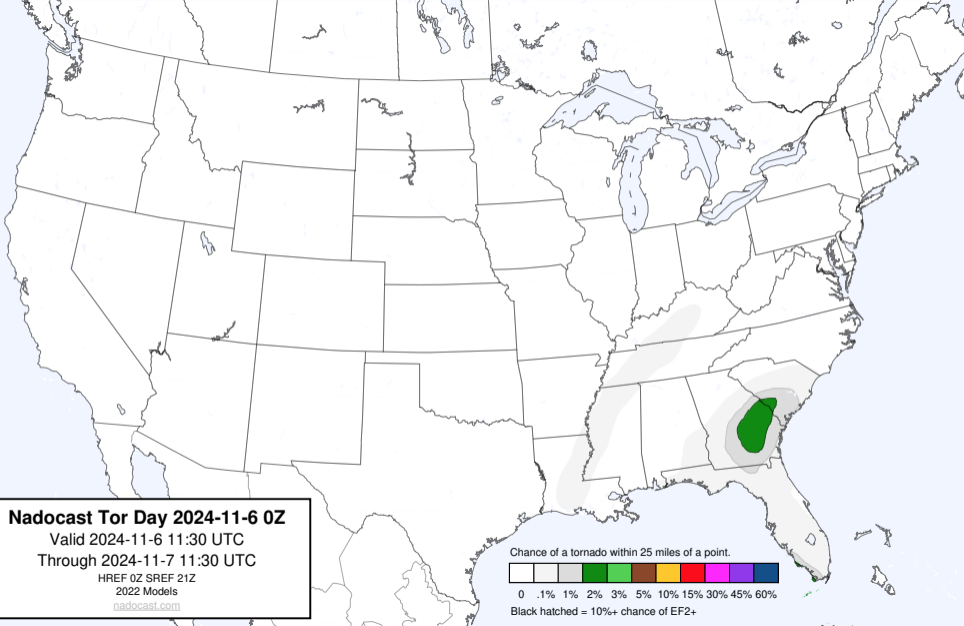 Nadocast Tor Day 2024-11-6 0Z
Valid 2024-11-6 11:30 UTC
Through 2024-11-7 11:30 UTC
HREF 0Z SREF 21Z
2022 Models
nadocast.com
Chance of a tornado within 25 miles of a point.
0 .1% 1% 2% 3% 5% 10% 15% 30% 45% 60%
Black hatched = 10%+ chance of EF2+